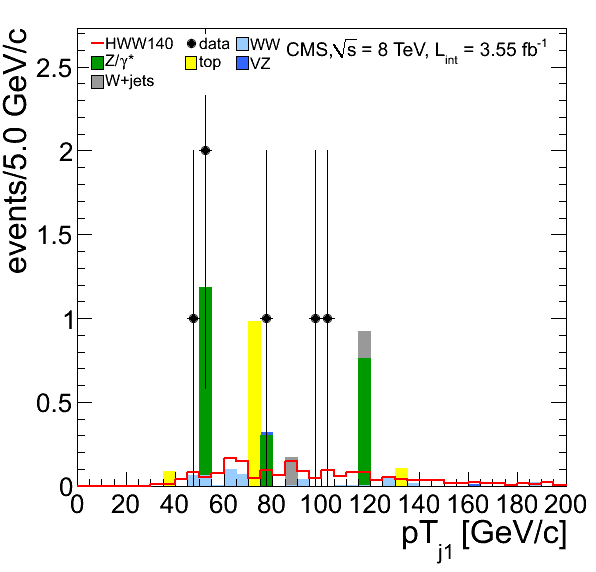 HWW140 data WW CMS,√s = 8 TeV, L_int = 3.55 fb⁻¹
Z/γ* top VZ
W+jets
events/5.0 GeV/c
2.5
2
1.5
1
0.5
0
0 20 40 60 80 100 120 140 160 180 200
pT_j1 [GeV/c]